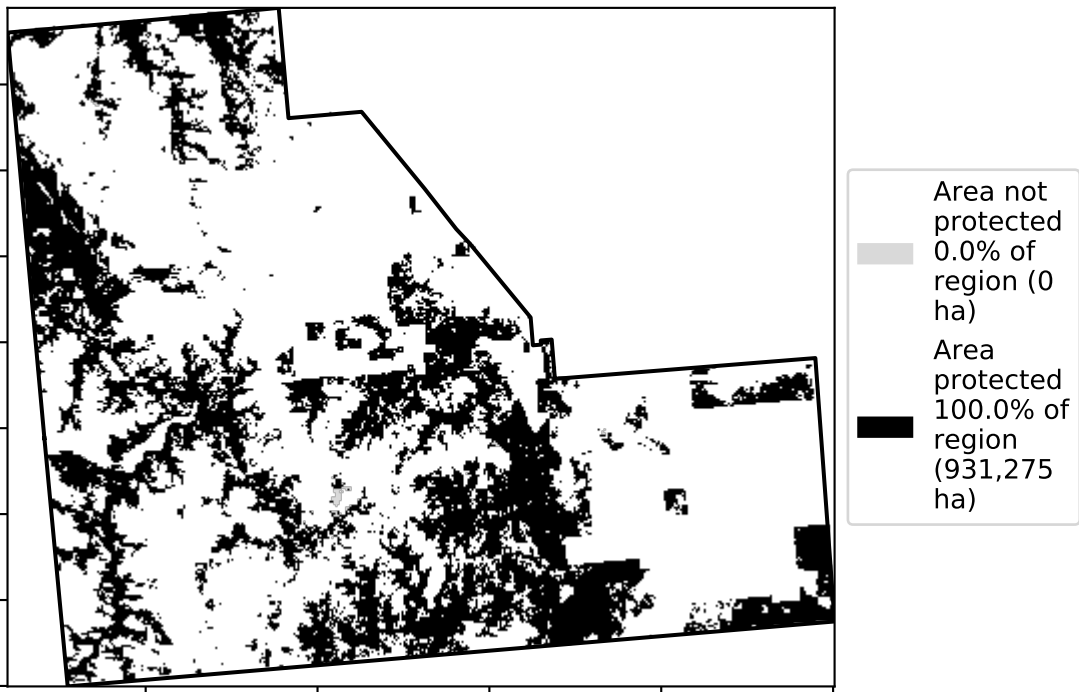 Area not
protected
0.0% of
region (0
ha)
Area
protected
100.0% of
region
(931,275
ha)